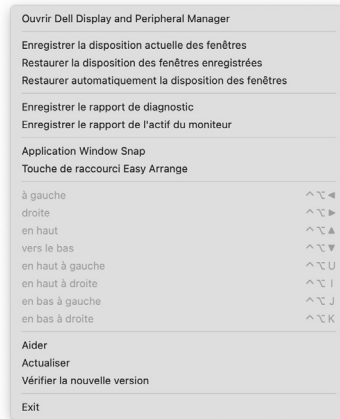 Ouvrir Dell Display and Peripheral Manager
Enregistrer la disposition actuelle des fenêtres
Restaurer la disposition des fenêtres enregistrées
Restaurer automatiquement la disposition des fenêtres
Enregistrer le rapport de diagnostic
Enregistrer le rapport de l'actif du moniteur
Application Window Snap
Touche de raccourci Easy Arrange
à gauche ^⌥◀
droite ^⌥▶
en haut ^⌥▲
vers le bas ^⌥▼
en haut à gauche ^⌥U
en haut à droite ^⌥I
en bas à gauche ^⌥J
en bas à droite ^⌥K
Aider
Actualiser
Vérifier la nouvelle version
Exit